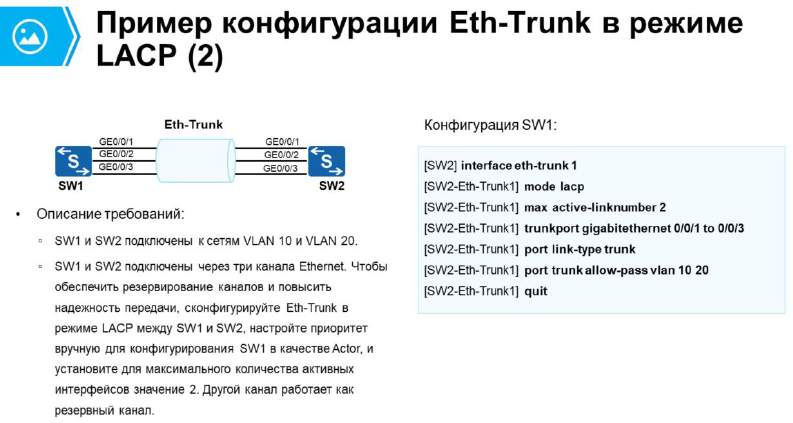 Пример конфигурации Eth-Trunk в режиме
LACP (2)
Eth-Trunk
GE0/0/1
GE0/0/2
GE0/0/3
GE0/0/1
GE0/0/2
GE0/0/3
S
S
SW1
SW2
• Описание требований:
▫ SW1 и SW2 подключены к сетям VLAN 10 и VLAN 20.
▫ SW1 и SW2 подключены через три канала Ethernet. Чтобы
обеспечить резервирование каналов и повысить
надежность передачи, сконфигурируйте Eth-Trunk в
режиме LACP между SW1 и SW2, настройте приоритет
вручную для конфигурирования SW1 в качестве Actor, и
установите для максимального количества активных
интерфейсов значение 2. Другой канал работает как
резервный канал.
Конфигурация SW1:
[SW2] interface eth-trunk 1
[SW2-Eth-Trunk1] mode lacp
[SW2-Eth-Trunk1] max active-linknumber 2
[SW2-Eth-Trunk1] trunkport gigabitethernet 0/0/1 to 0/0/3
[SW2-Eth-Trunk1] port link-type trunk
[SW2-Eth-Trunk1] port trunk allow-pass vlan 10 20
[SW2-Eth-Trunk1] quit